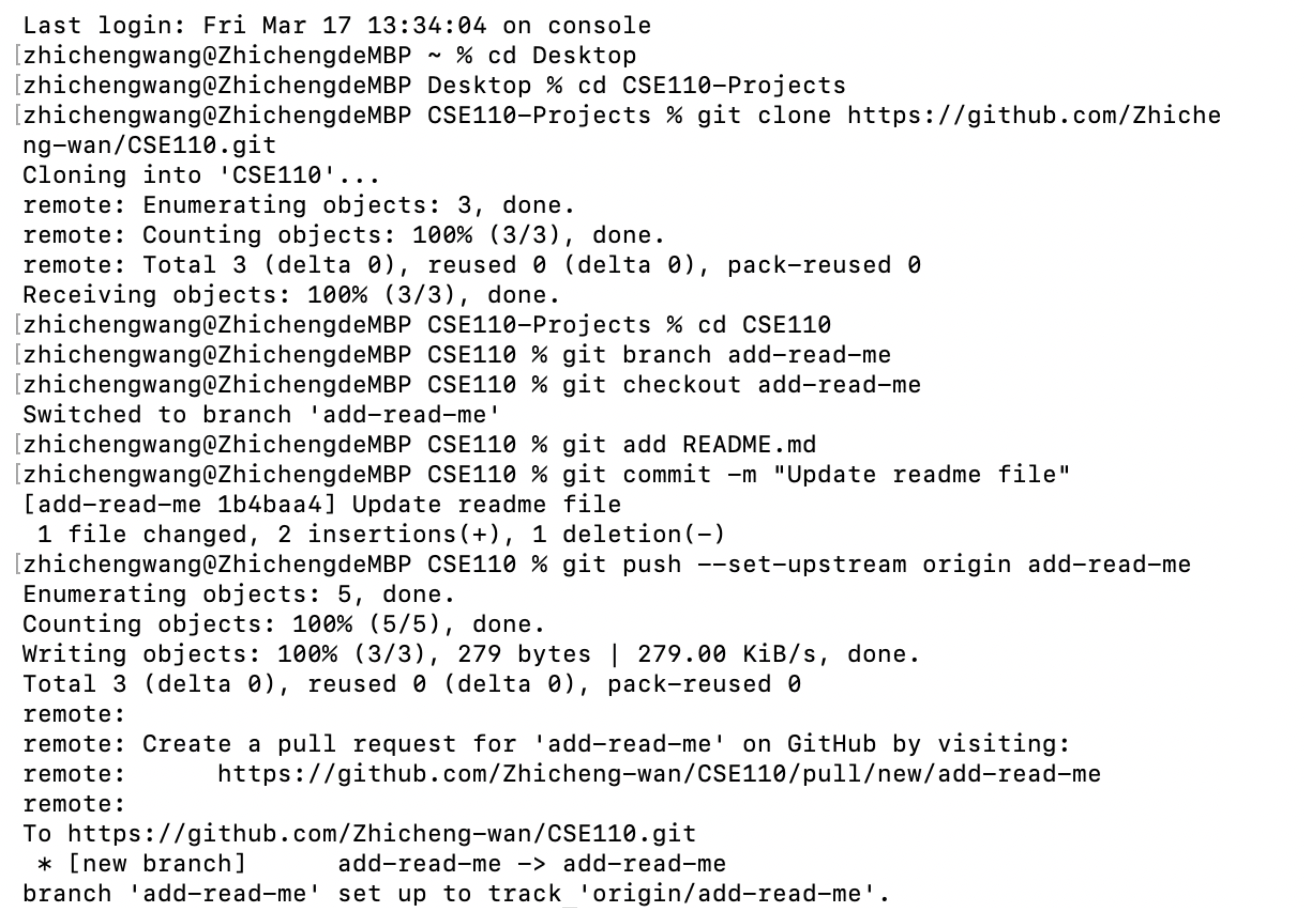 Last login: Fri Mar 17 13:34:04 on console
[zhichengwang@ZhichengdeMBP ~ % cd Desktop
[zhichengwang@ZhichengdeMBP Desktop % cd CSE110-Projects
[zhichengwang@ZhichengdeMBP CSE110-Projects % git clone https://github.com/Zhiche
ng-wan/CSE110.git
Cloning into 'CSE110'...
remote: Enumerating objects: 3, done.
remote: Counting objects: 100% (3/3), done.
remote: Total 3 (delta 0), reused 0 (delta 0), pack-reused 0
Receiving objects: 100% (3/3), done.
[zhichengwang@ZhichengdeMBP CSE110-Projects % cd CSE110
[zhichengwang@ZhichengdeMBP CSE110 % git branch add-read-me
[zhichengwang@ZhichengdeMBP CSE110 % git checkout add-read-me
Switched to branch 'add-read-me'
[zhichengwang@ZhichengdeMBP CSE110 % git add README.md
[zhichengwang@ZhichengdeMBP CSE110 % git commit -m "Update readme file"
[add-read-me 1b4baa4] Update readme file
 1 file changed, 2 insertions(+), 1 deletion(-)
[zhichengwang@ZhichengdeMBP CSE110 % git push --set-upstream origin add-read-me
Enumerating objects: 5, done.
Counting objects: 100% (5/5), done.
Writing objects: 100% (3/3), 279 bytes | 279.00 KiB/s, done.
Total 3 (delta 0), reused 0 (delta 0), pack-reused 0
remote:
remote: Create a pull request for 'add-read-me' on GitHub by visiting:
remote:      https://github.com/Zhicheng-wan/CSE110/pull/new/add-read-me
remote:
To https://github.com/Zhicheng-wan/CSE110.git
 * [new branch]      add-read-me -> add-read-me
branch 'add-read-me' set up to track 'origin/add-read-me'.